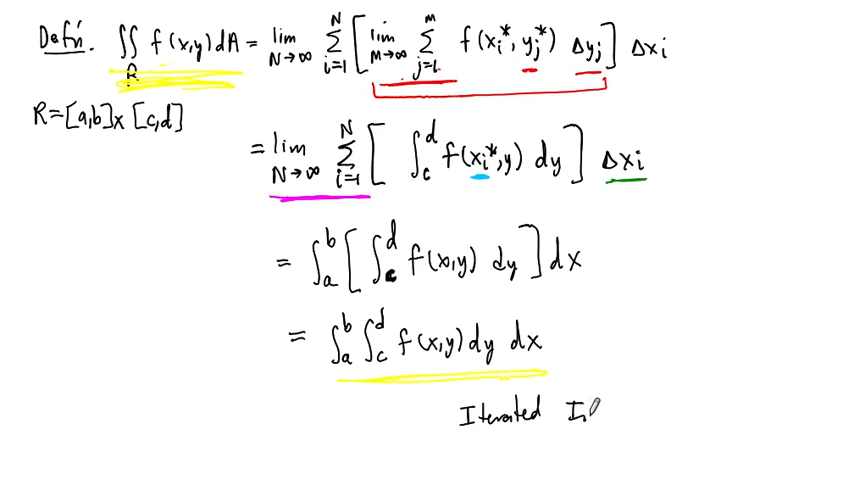 Defn. ∬_R f(x,y)dA = lim_{N→∞} Σ_{i=1}^{N} [ lim_{M→∞} Σ_{j=1}^{m} f(x_i*, y_j*) Δy_j ] Δx_i
R=[a,b]x[c,d]
= lim_{N→∞} Σ_{i=1}^{N} [ ∫_c^d f(x_i*,y) dy ] Δx_i
= ∫_a^b [ ∫_c^d f(x,y) dy ] dx
= ∫_a^b ∫_c^d f(x,y) dy dx
Iterated